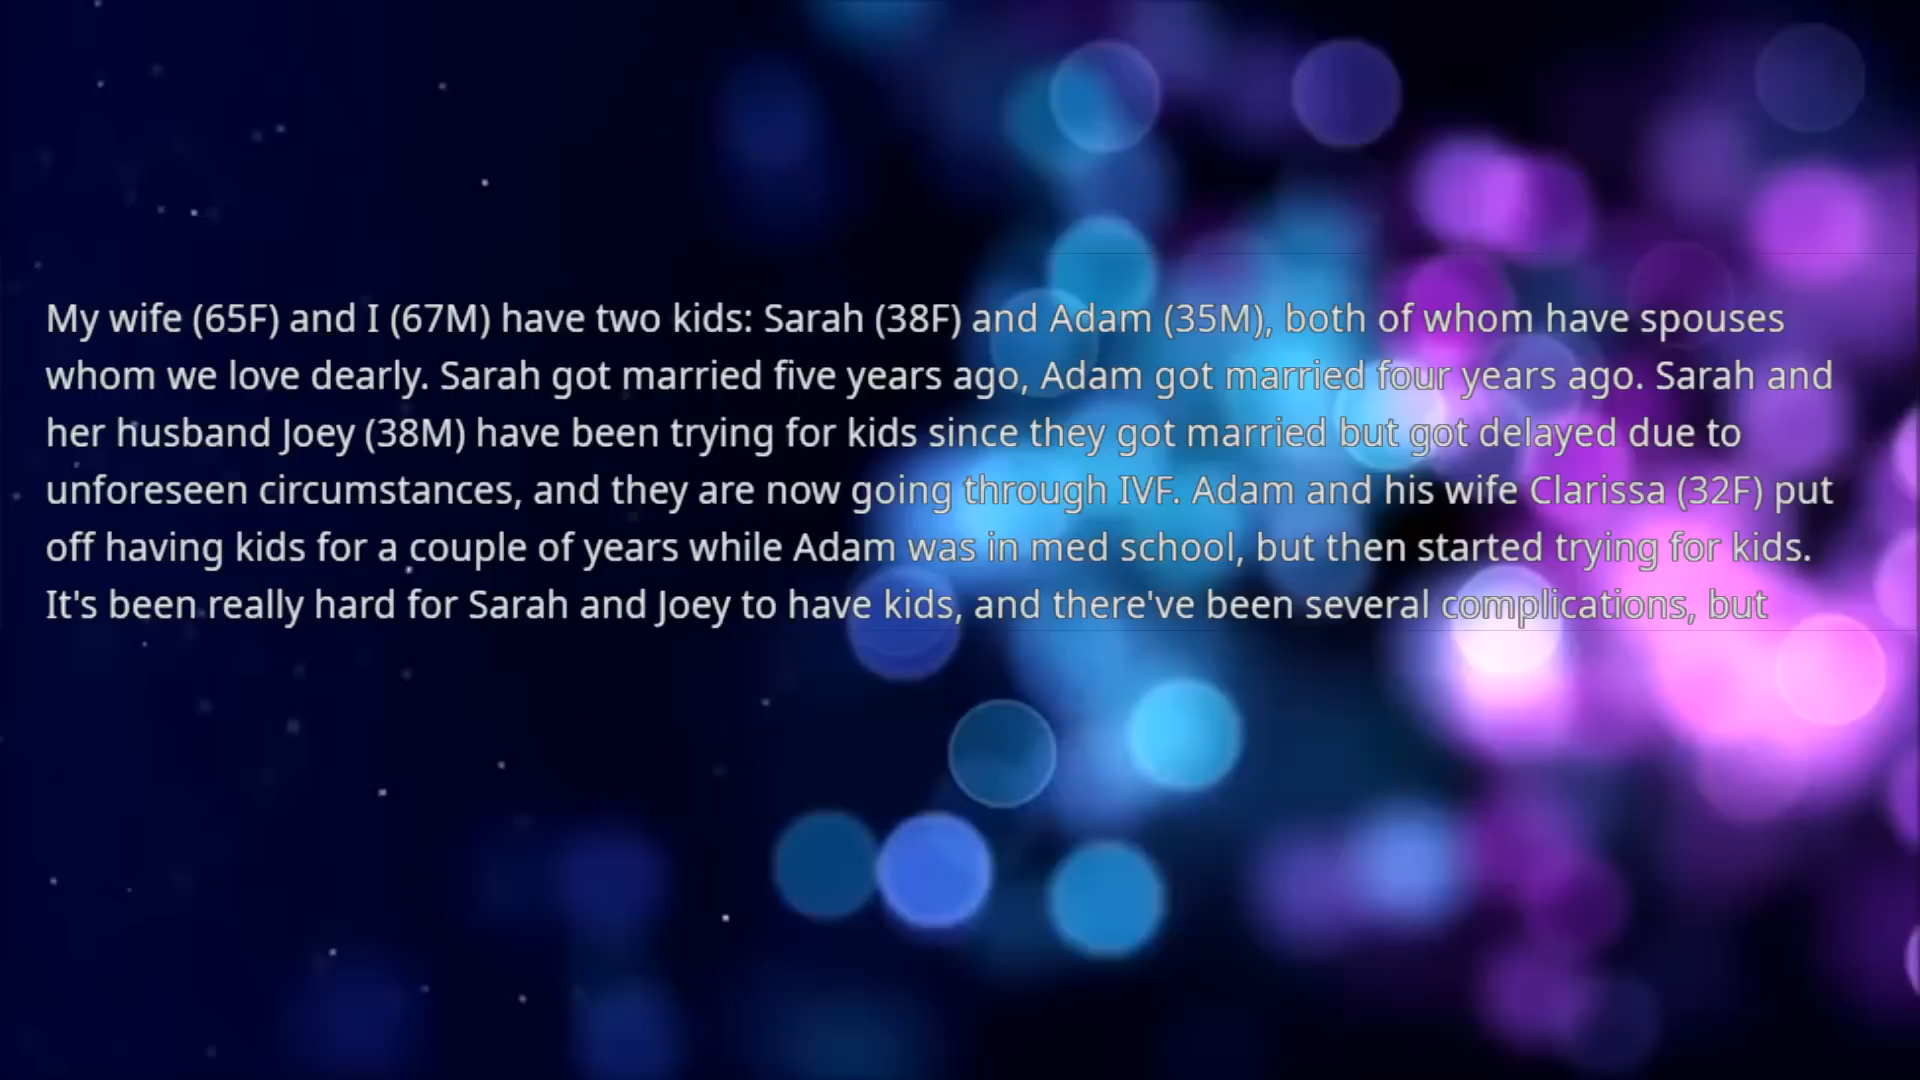 My wife (65F) and I (67M) have two kids: Sarah (38F) and Adam (35M), both of whom have spouses
whom we love dearly. Sarah got married five years ago, Adam got married four years ago. Sarah and
her husband Joey (38M) have been trying for kids since they got married but got delayed due to
unforeseen circumstances, and they are now going through IVF. Adam and his wife Clarissa (32F) put
off having kids for a couple of years while Adam was in med school, but then started trying for kids.
It's been really hard for Sarah and Joey to have kids, and there've been several complications, but